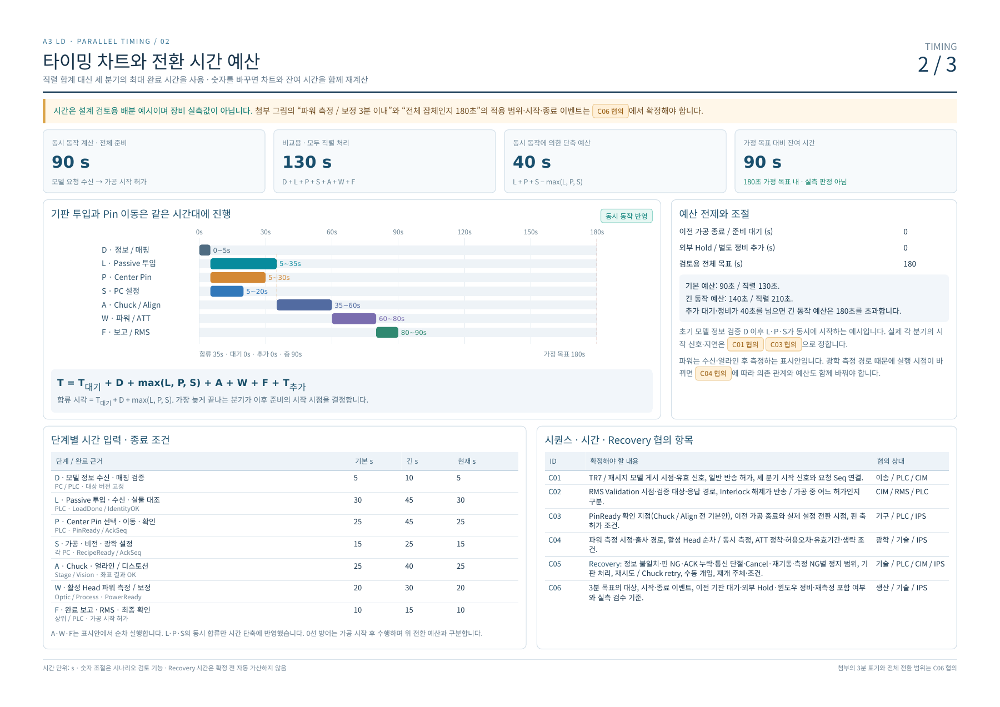 A3 LD · PARALLEL TIMING / 02
타이밍 차트와 전환 시간 예산
직렬 합계 대신 세 분기의 최대 완료 시간을 사용 · 숫자를 바꾸면 차트와 잔여 시간을 함께 재계산
TIMING
2 / 3
시간은 설계 검토용 배분 예시이며 장비 실측값이 아닙니다. 첨부 그림의 “파워 측정 / 보정 3분 이내”와 “전체 잡체인지 180초”의 적용 범위·시작·종료 이벤트는 C06 협의에서 확정해야 합니다.
동시 동작 계산 · 전체 준비
90 s
모델 요청 수신 → 가공 시작 허가
비교용 · 모두 직렬 처리
130 s
D + L + P + S + A + W + F
동시 동작에 의한 단축 예산
40 s
L + P + S − max(L, P, S)
가정 목표 대비 잔여 시간
90 s
180초 가정 목표 내 · 실측 판정 아님
기판 투입과 Pin 이동은 같은 시간대에 진행
동시 동작 반영
0s 30s 60s 90s 120s 150s 180s
D · 정보 / 매핑 0~5s
L · Passive 투입 5~35s
P · Center Pin 5~30s
S · PC 설정 5~20s
A · Chuck / Align 35~60s
W · 파워 / ATT 60~80s
F · 보고 / RMS 80~90s
합류 35s · 대기 0s · 추가 0s · 총 90s
가정 목표 180s
T = T대기 + D + max(L, P, S) + A + W + F + T추가
합류 시각 = T대기 + D + max(L, P, S). 가장 늦게 끝나는 분기가 이후 준비의 시작 시점을 결정합니다.
예산 전제와 조절
이전 가공 종료 / 준비 대기 (s) 0
외부 Hold / 별도 정비 추가 (s) 0
검토용 전체 목표 (s) 180
기본 예산: 90초 / 직렬 130초.
긴 동작 예산: 140초 / 직렬 210초.
추가 대기·정비가 40초를 넘으면 긴 동작 예산은 180초를 초과합니다.
초기 모델 정보 검증 D 이후 L·P·S가 동시에 시작하는 예시입니다. 실제 각 분기의 시
작 신호·지연은 C01 협의 C03 협의으로 정합니다.
파워는 수신·얼라인 후 측정하는 표시안입니다. 광학 측정 경로 때문에 실행 시점이 바
뀌면 C04 협의에 따라 의존 관계와 예산도 함께 바꿔야 합니다.
단계별 시간 입력 · 종료 조건
단계 / 완료 근거 기본 s 긴 s 현재 s
D · 모델 정보 수신 · 매핑 검증 5 10 5
PC / PLC · 대상 버전 고정
L · Passive 투입 · 수신 · 실물 대조 30 45 30
PLC · LoadDone / IdentityOK
P · Center Pin 선택 · 이동 · 확인 25 45 25
PLC · PinReady / AckSeq
S · 가공 · 비전 · 광학 설정 15 25 15
각 PC · RecipeReady / AckSeq
A · Chuck · 얼라인 / 디스토션 25 40 25
Stage / Vision · 좌표 결과 OK
W · 활성 Head 파워 측정 / 보정 20 30 20
Optic / Process · PowerReady
F · 완료 보고 · RMS · 최종 확인 10 15 10
상위 / PLC · 가공 시작 허가
A·W·F는 표시안에서 순차 실행합니다. L·P·S의 동시 합류만 시간 단축에 반영했습니다. 0선 방어는 가공 시작 후 수행하며 위 전환 예산과 구분합니다.
시퀀스 · 시간 · Recovery 협의 항목
ID 확정해야 할 내용 협의 상대
C01 TR7 / 패시지 모델 게시 시점·유효 신호, 일반 반송 허가, 세 분기 시작 신호와 요청 Seq 연결. 이송 / PLC / CIM
C02 RMS Validation 시점·검증 대상·응답 경로, Interlock 해제가 반송 / 가공 중 어느 허가인지 CIM / RMS / PLC
구분.
C03 PinReady 확인 지점(Chuck / Align 전 기본안), 이전 가공 종료와 실제 설정 전환 시점, 핀 축 기구 / PLC / IPS
허가 조건.
C04 파워 측정 시점·출사 경로, 활성 Head 순차 / 동시 측정, ATT 정착·허용오차·유효기간·생략 조 광학 / 기술 / IPS
건.
C05 Recovery: 정보 불일치·핀 NG·ACK 누락·통신 단절·Cancel·재기동·측정 NG별 정지 범위, 기 기술 / PLC / CIM / IPS
판 처리, 재시도 / Chuck retry, 수동 개입, 재개 주체·조건.
C06 3분 목표의 대상, 시작·종료 이벤트, 이전 기판 대기·외부 Hold·윈도우 정비·재측정 포함 여부 생산 / 기술 / IPS
와 실측 검수 기준.
시간 단위: s · 숫자 조절은 시나리오 검토 기능 · Recovery 시간은 확정 전 자동 가산하지 않음
첨부의 3분 표기와 전체 전환 범위는 C06 협의